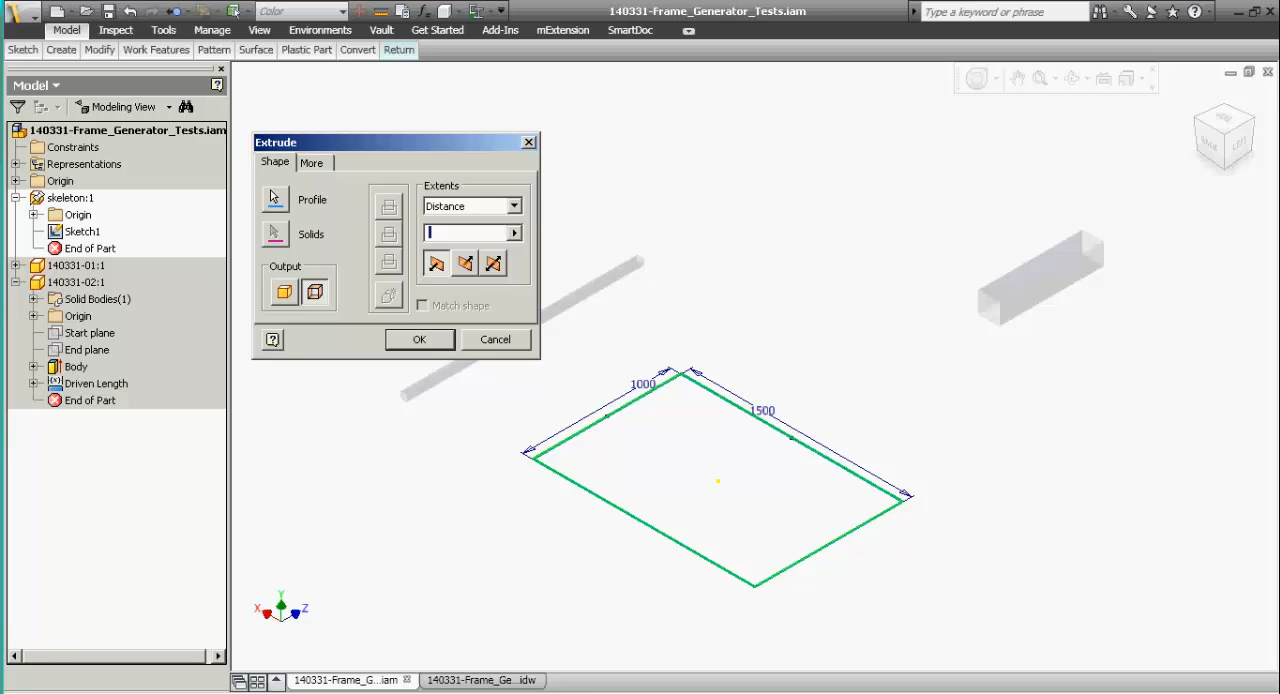 Color
140331-Frame_Generator_Tests.iam
Type a keyword or phrase
Model Inspect Tools Manage View Environments Vault Get Started Add-Ins mExtension SmartDoc
Sketch Create Modify Work Features Pattern Surface Plastic Part Convert Return
Model
Modeling View
140331-Frame_Generator_Tests.iam
Constraints
Representations
Origin
skeleton:1
Origin
Sketch1
End of Part
140331-01:1
140331-02:1
Solid Bodies(1)
Origin
Start plane
End plane
Body
Driven Length
End of Part
Extrude
Shape More
Profile
Solids
Output
Extents
Distance
Match shape
OK Cancel
1000
1500
BACK LEFT
X Y Z
140331-Frame_G...iam 140331-Frame_Ge...idw